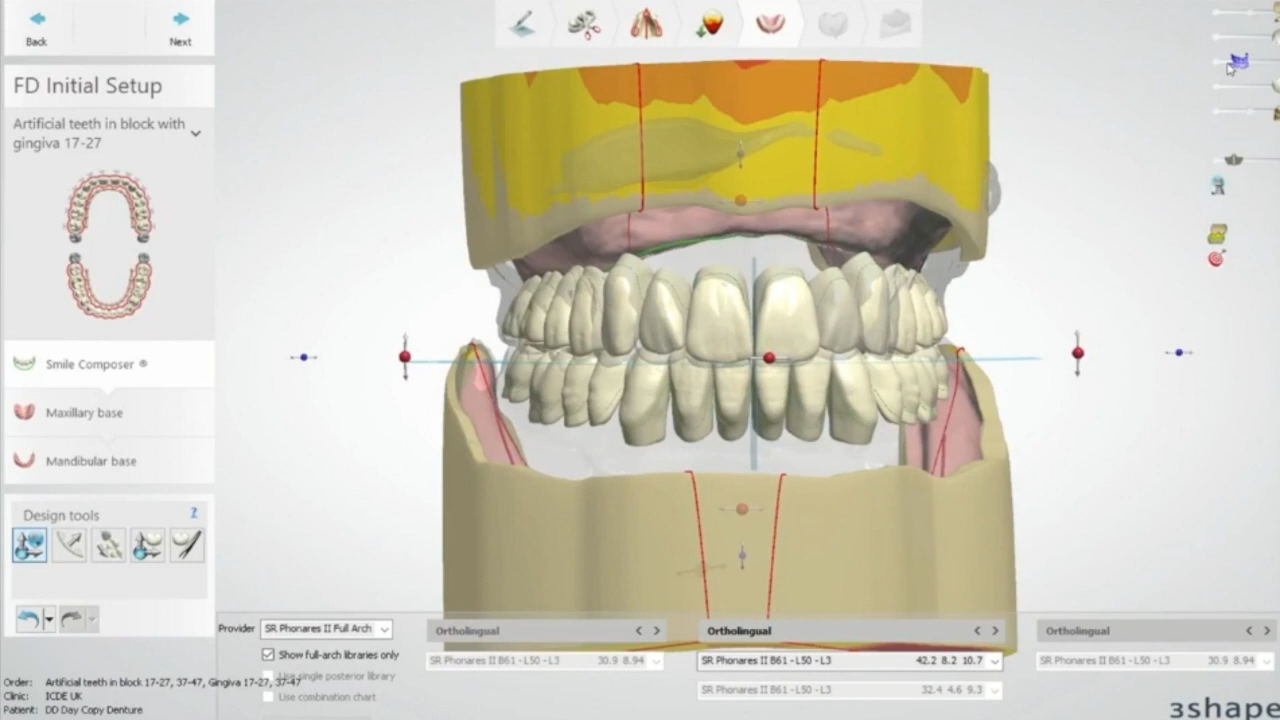 Back
Next
FD Initial Setup
Artificial teeth in block with
gingiva 17-27
Smile Composer ®
Maxillary base
Mandibular base
Design tools
?
Provider
SR Phonares II Full Arch
Show full-arch libraries only
Use single posterior library
Use combination chart
Ortholingual
SR Phonares II B61 -L50 -L3 30.9 8.94
Ortholingual
SR Phonares II B61 -L50 -L3 42.2 8.2 10.7
SR Phonares II B61 -L50 -L3 32.4 4.6 9.3
Ortholingual
SR Phonares II B61 -L50 -L3 30.9 8.94
Order: Artificial teeth in block 17-27, 37-47, Gingiva 17-27, 37-47
Clinic: ICDE UK
Patient: DD Day Copy Denture
3shape